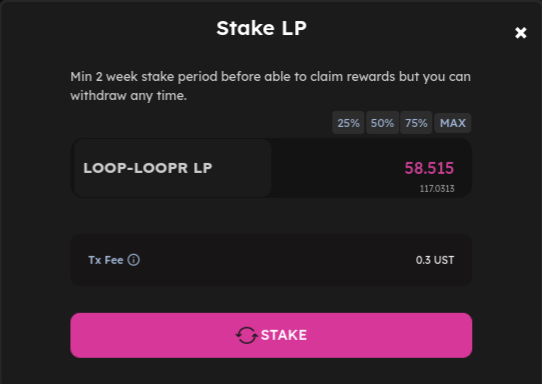 Stake LP
Min 2 week stake period before able to claim rewards but you can
withdraw any time.
25% 50% 75% MAX
LOOP-LOOPR LP 58.515
117.0313
Tx Fee 0.3 UST
STAKE